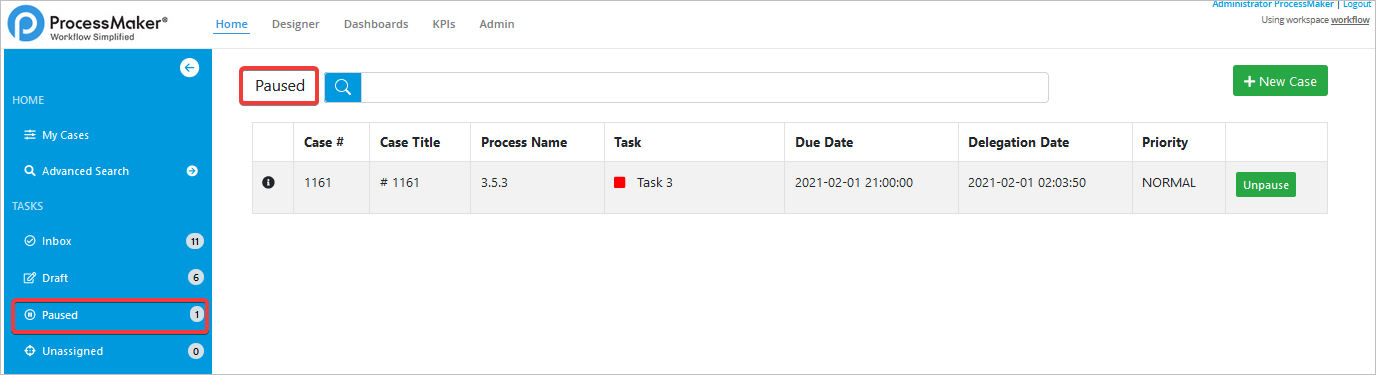 ProcessMaker®
Workflow Simplified
Home Designer Dashboards KPIs Admin
Administrator ProcessMaker | Logout
Using workspace workflow
HOME
My Cases
Advanced Search
TASKS
Inbox 11
Draft 6
Paused 1
Unassigned 0
Paused
+ New Case
Case # Case Title Process Name Task Due Date Delegation Date Priority
1161 # 1161 3.5.3 Task 3 2021-02-01 21:00:00 2021-02-01 02:03:50 NORMAL Unpause